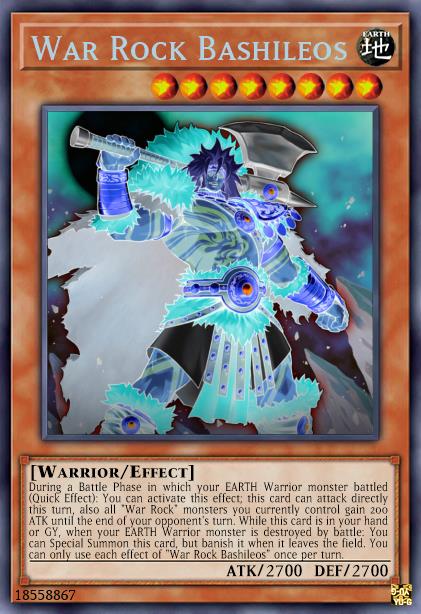 War Rock Bashileos
EARTH
地
[Warrior/Effect]
During a Battle Phase in which your EARTH Warrior monster battled
(Quick Effect): You can activate this effect; this card can attack directly
this turn, also all "War Rock" monsters you currently control gain 200
ATK until the end of your opponent's turn. While this card is in your hand
or GY, when your EARTH Warrior monster is destroyed by battle: You
can Special Summon this card, but banish it when it leaves the field. You
can only use each effect of "War Rock Bashileos" once per turn.
ATK/2700 DEF/2700
18558867